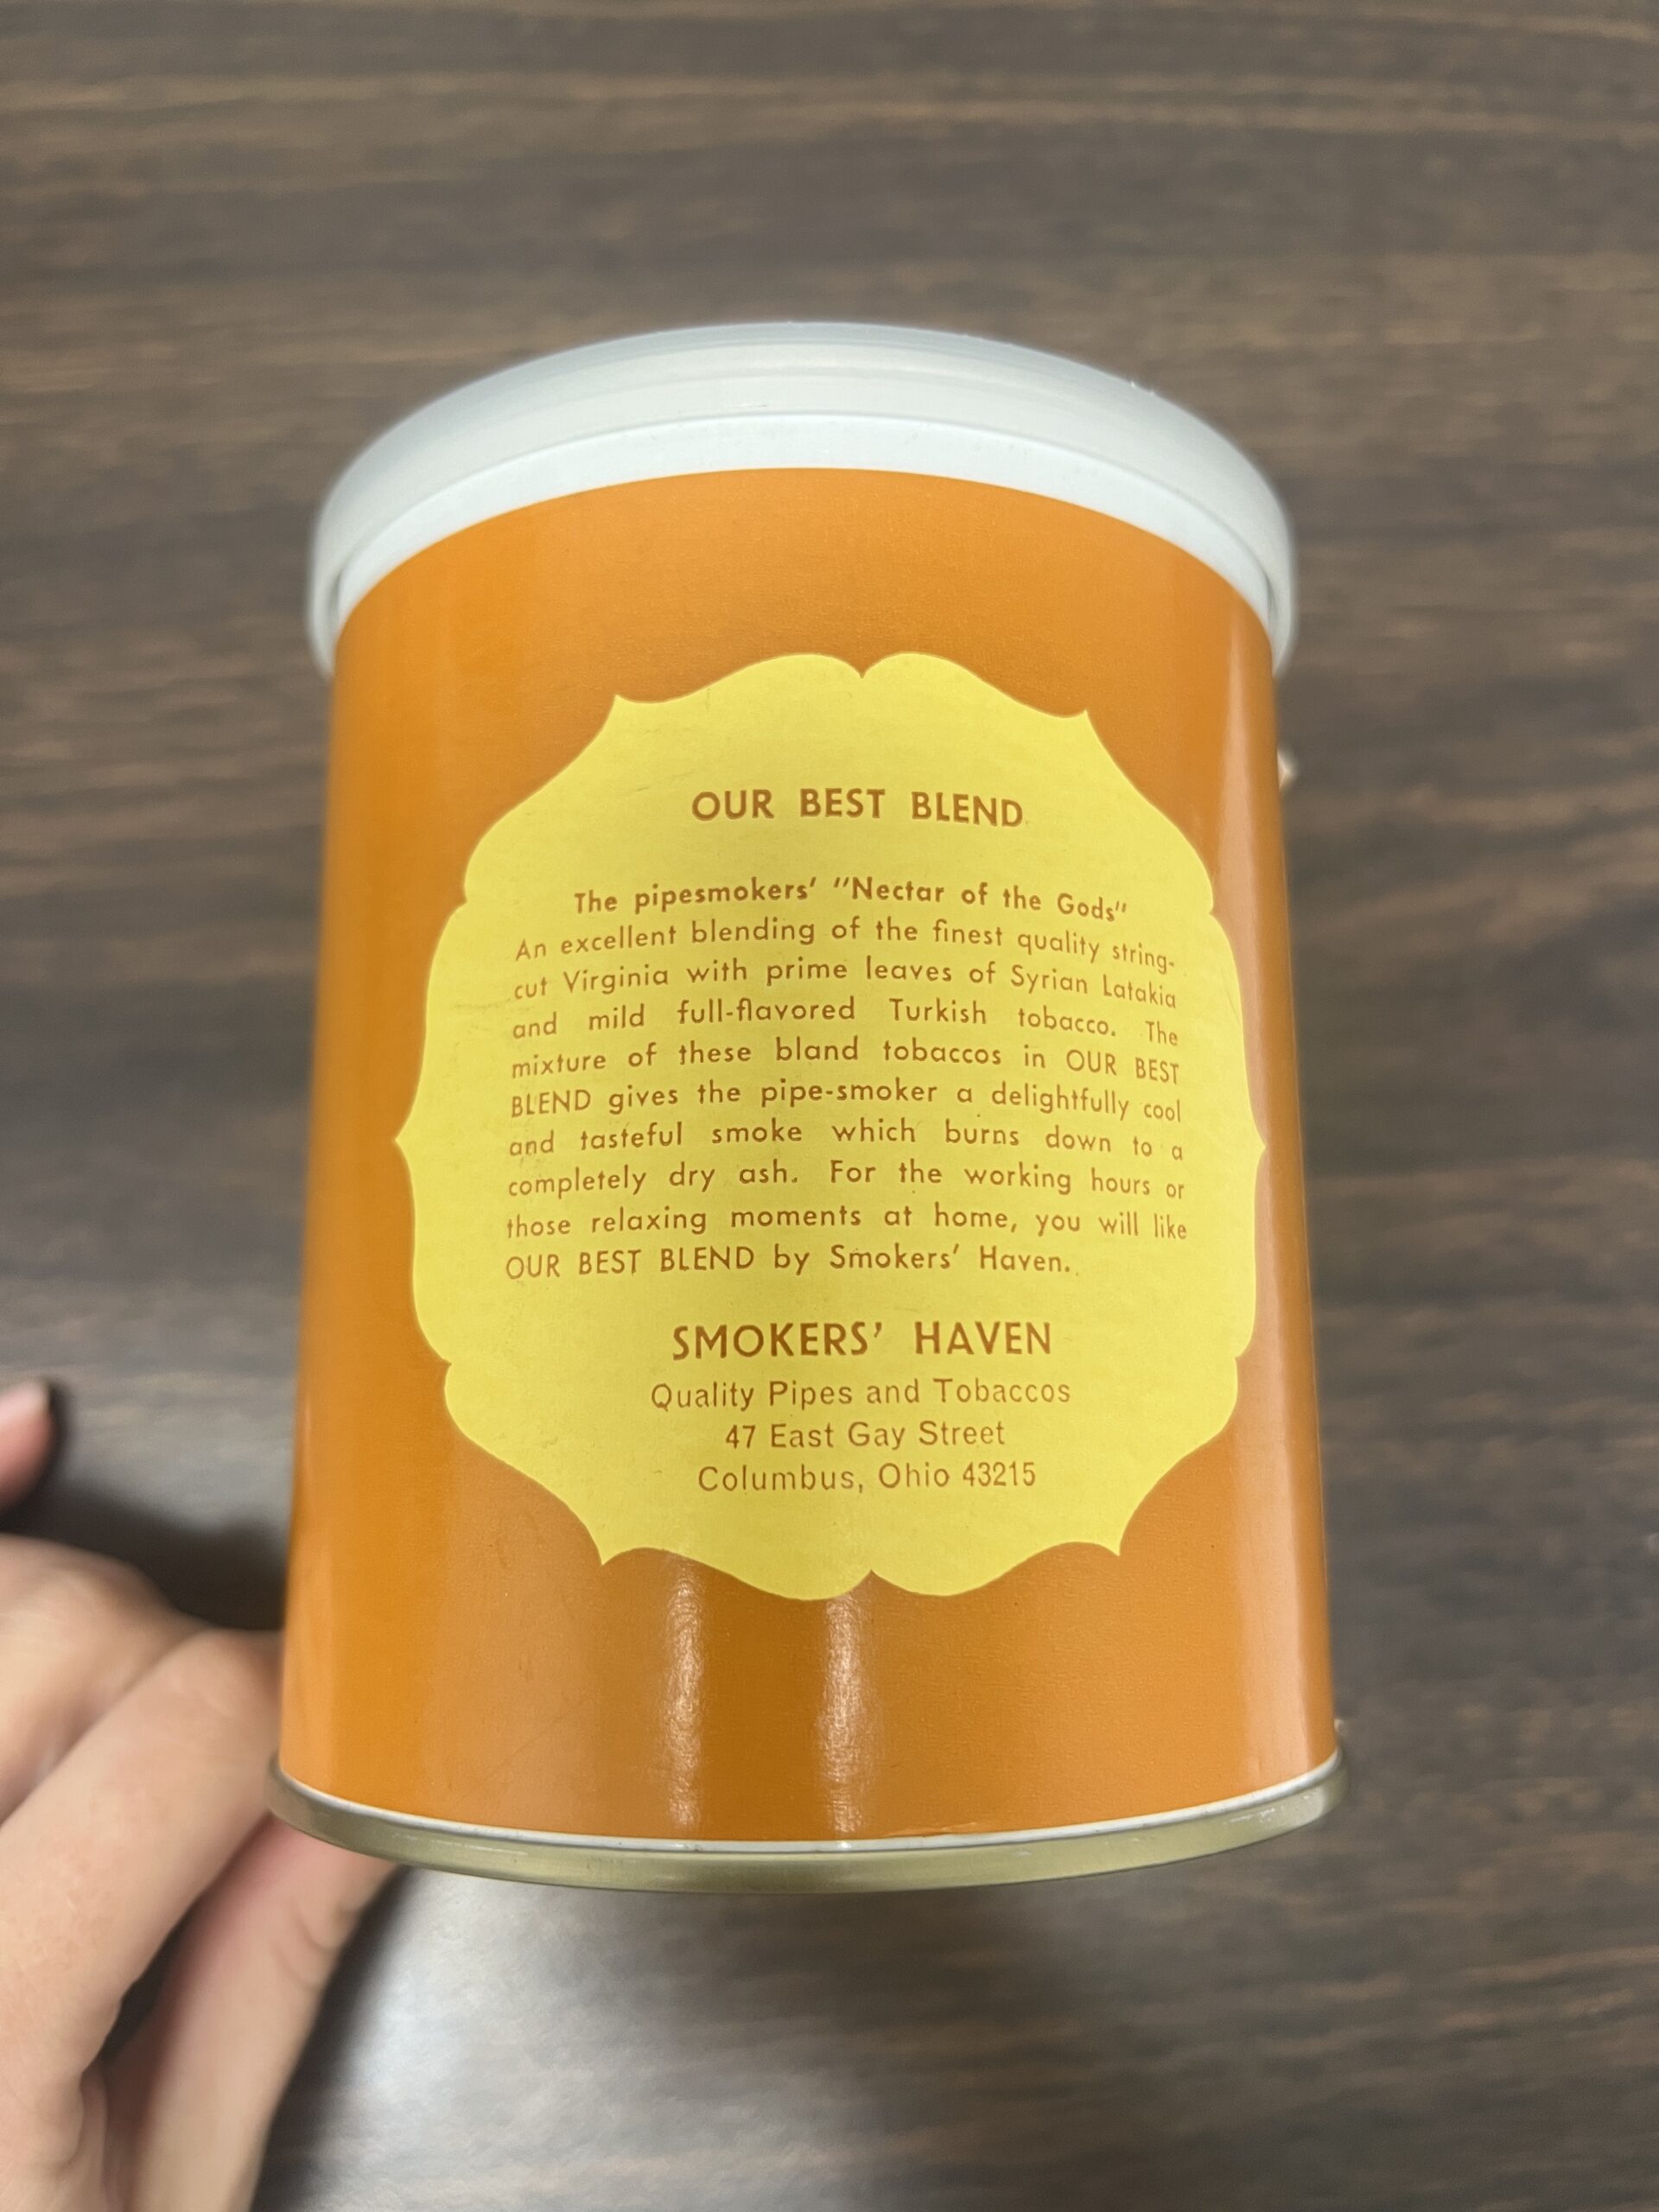 OUR BEST BLEND
The pipesmokers' "Nectar of the Gods"
An excellent blending of the finest quality string-
cut Virginia with prime leaves of Syrian Latakia
and mild full-flavored Turkish tobacco. The
mixture of these bland tobaccos in OUR BEST
BLEND gives the pipe-smoker a delightfully cool
and tasteful smoke which burns down to a
completely dry ash. For the working hours or
those relaxing moments at home, you will like
OUR BEST BLEND by Smokers' Haven.
SMOKERS' HAVEN
Quality Pipes and Tobaccos
47 East Gay Street
Columbus, Ohio 43215